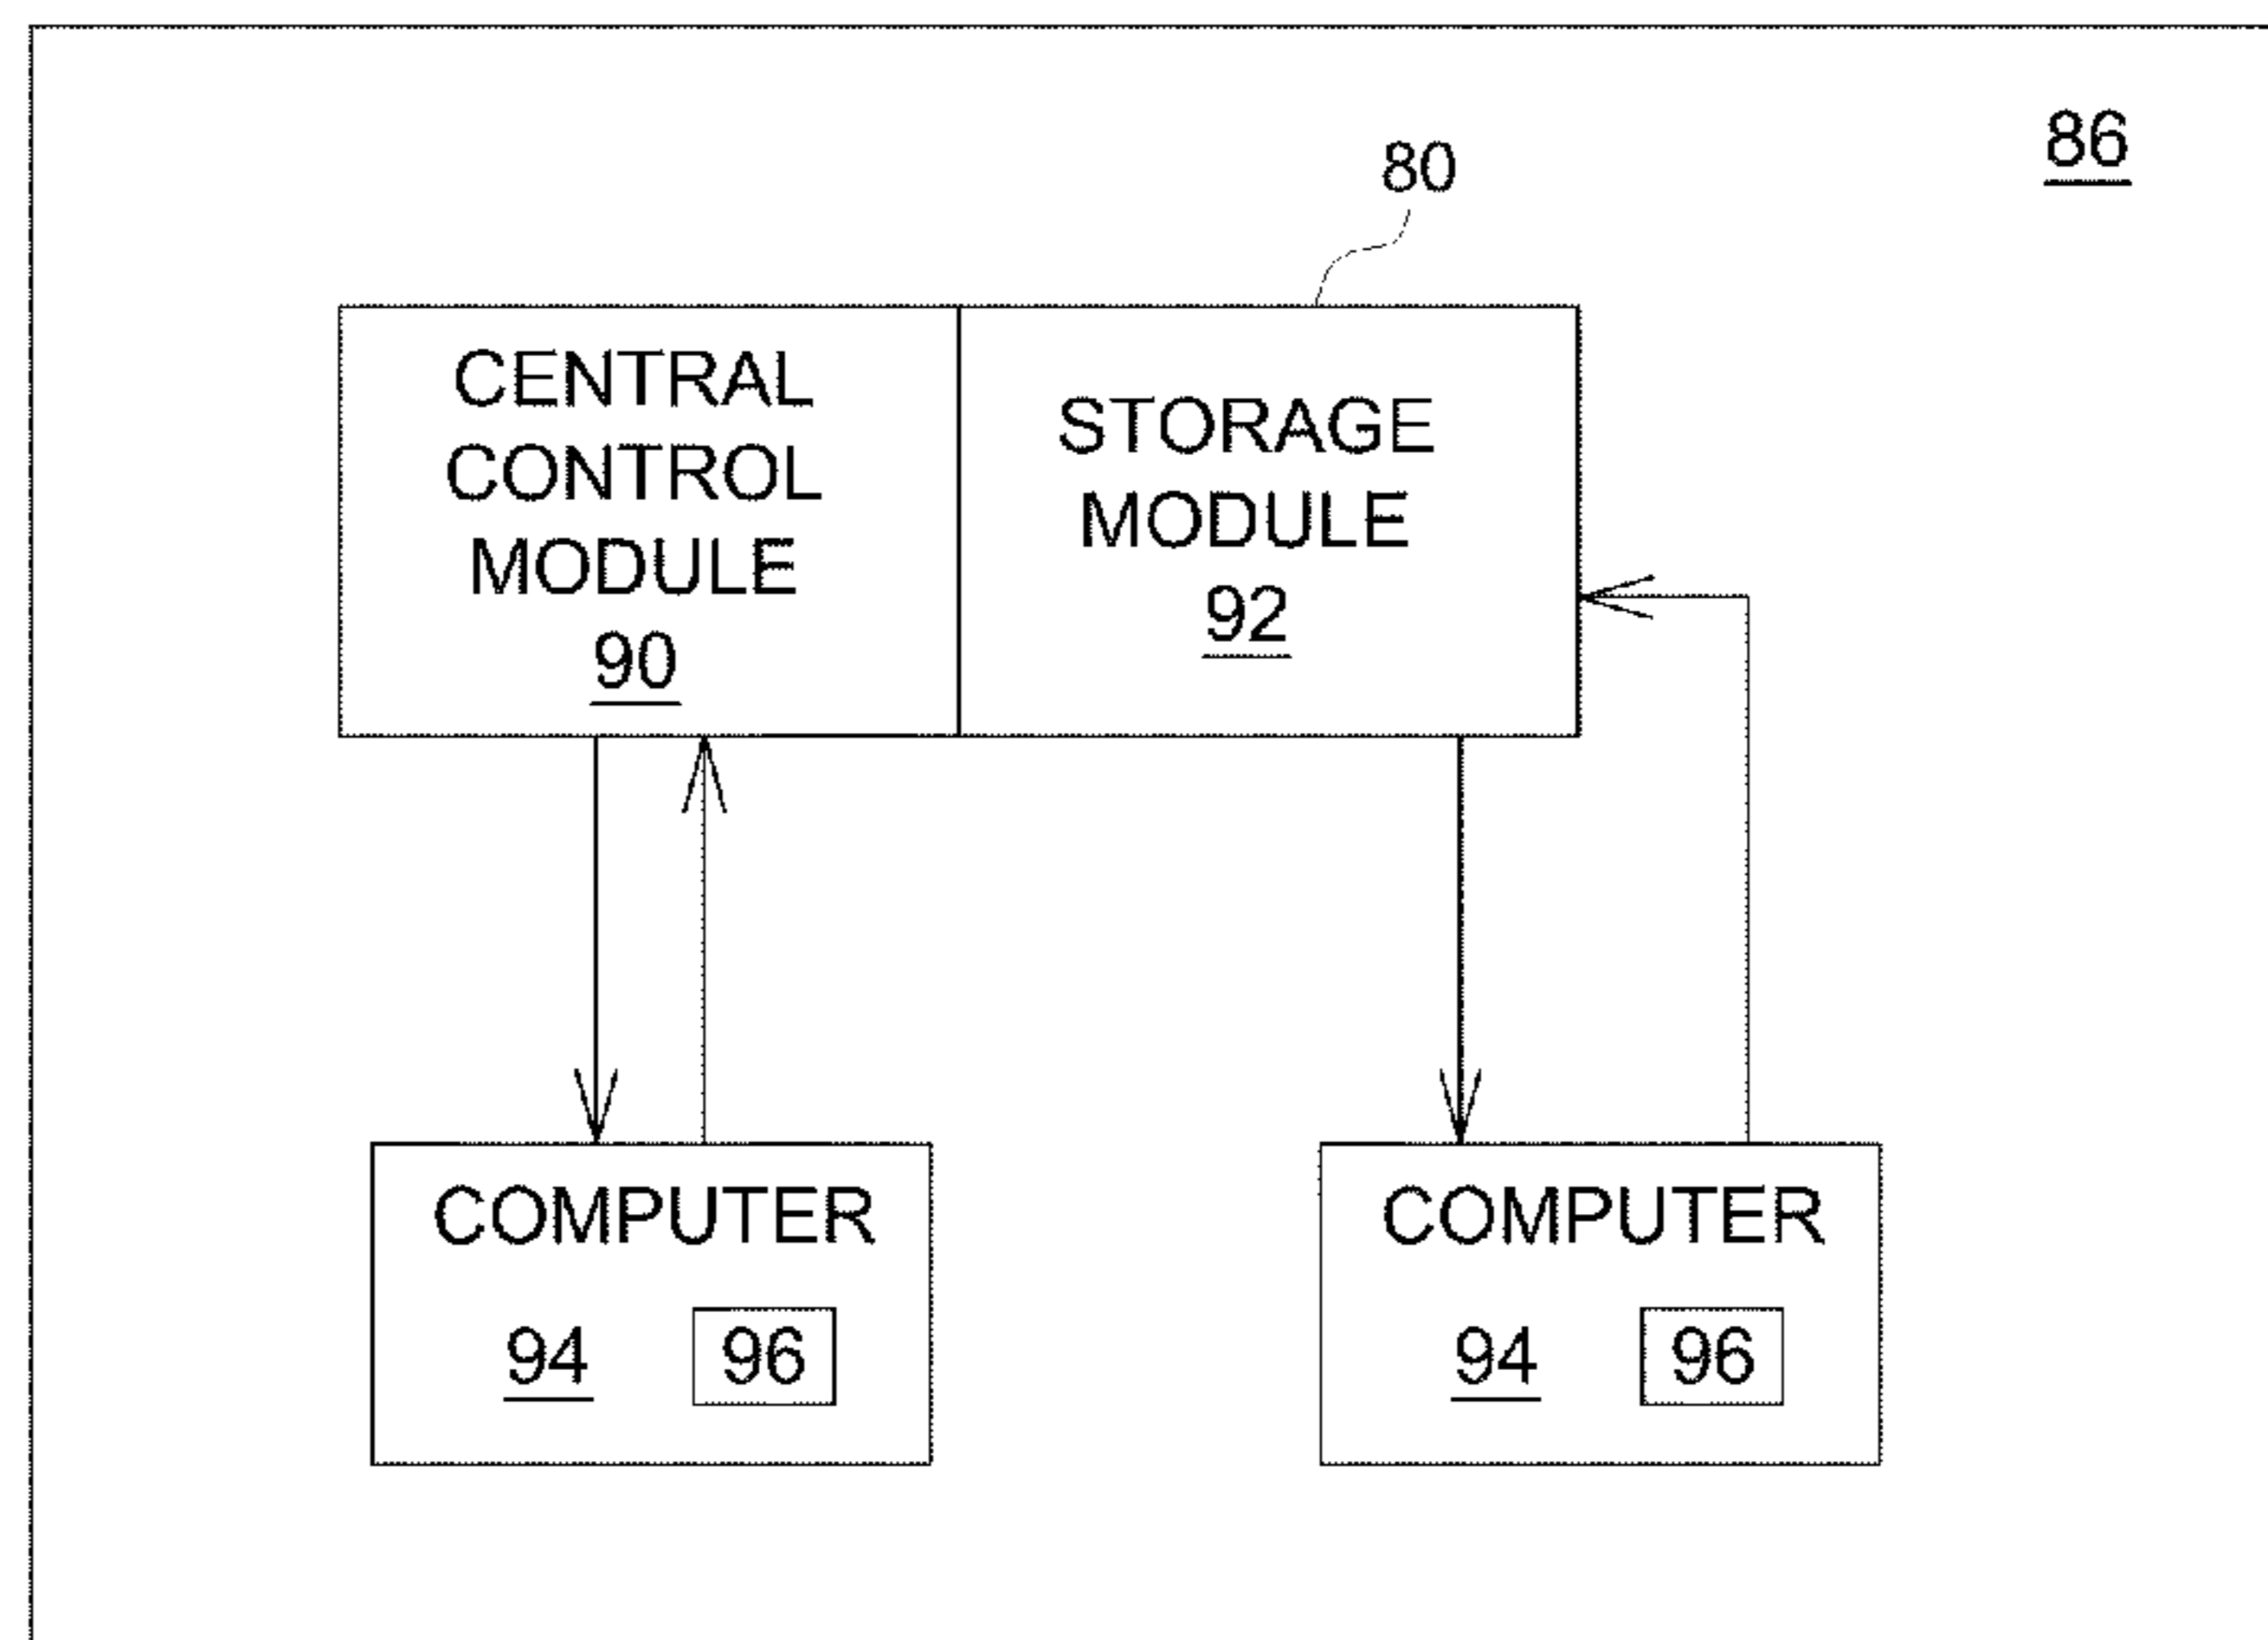 86
80
CENTRAL
CONTROL
MODULE
90
STORAGE
MODULE
92
COMPUTER
94 96
COMPUTER
94 96